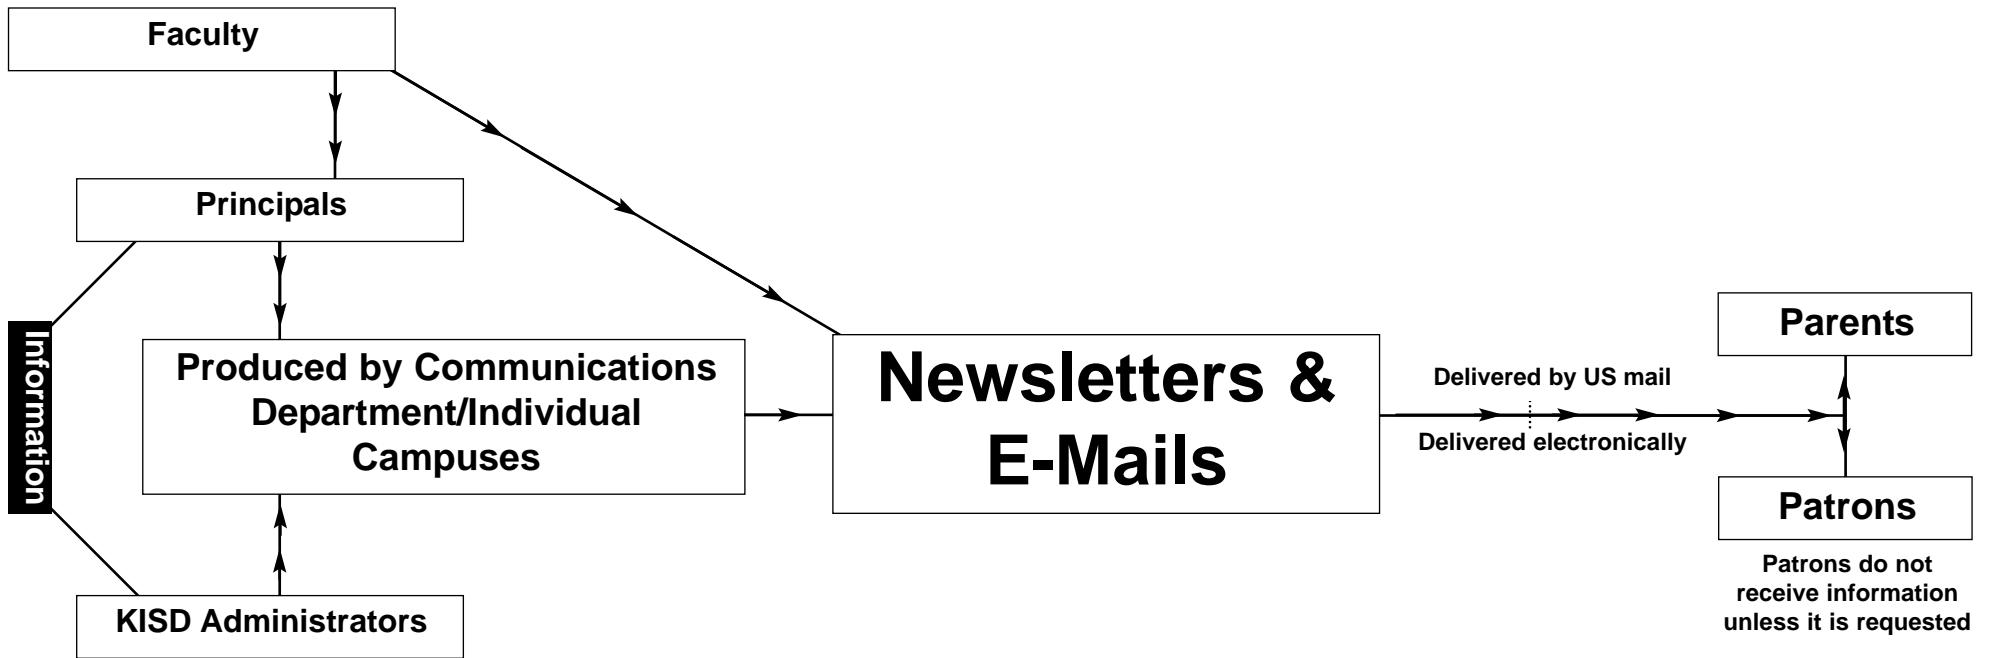 Faculty
Principals
Information
Produced by Communications
Department/Individual
Campuses
KISD Administrators
Newsletters &
E-Mails
Delivered by US mail
Delivered electronically
Parents
Patrons
Patrons do not
receive information
unless it is requested